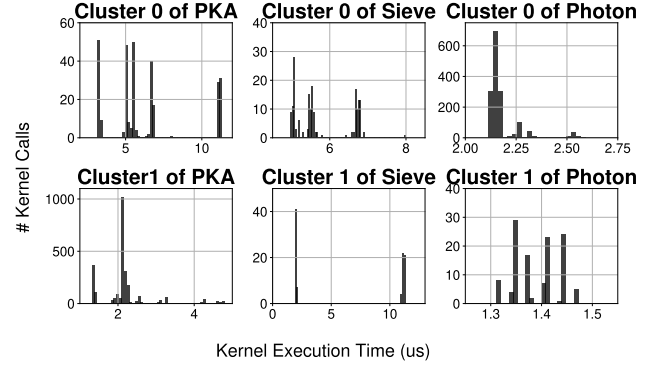 Cluster 0 of PKA Cluster 0 of Sieve Cluster 0 of Photon
60 40 20 0
5 10
40 30 20 10 0
6 8
600 400 200 0
2.00 2.25 2.50 2.75
# Kernel Calls
Cluster1 of PKA Cluster 1 of Sieve Cluster 1 of Photon
1000 500 0
2 4
40 20 0
0 5 10
40 30 20 10 0
1.3 1.4 1.5
Kernel Execution Time (us)